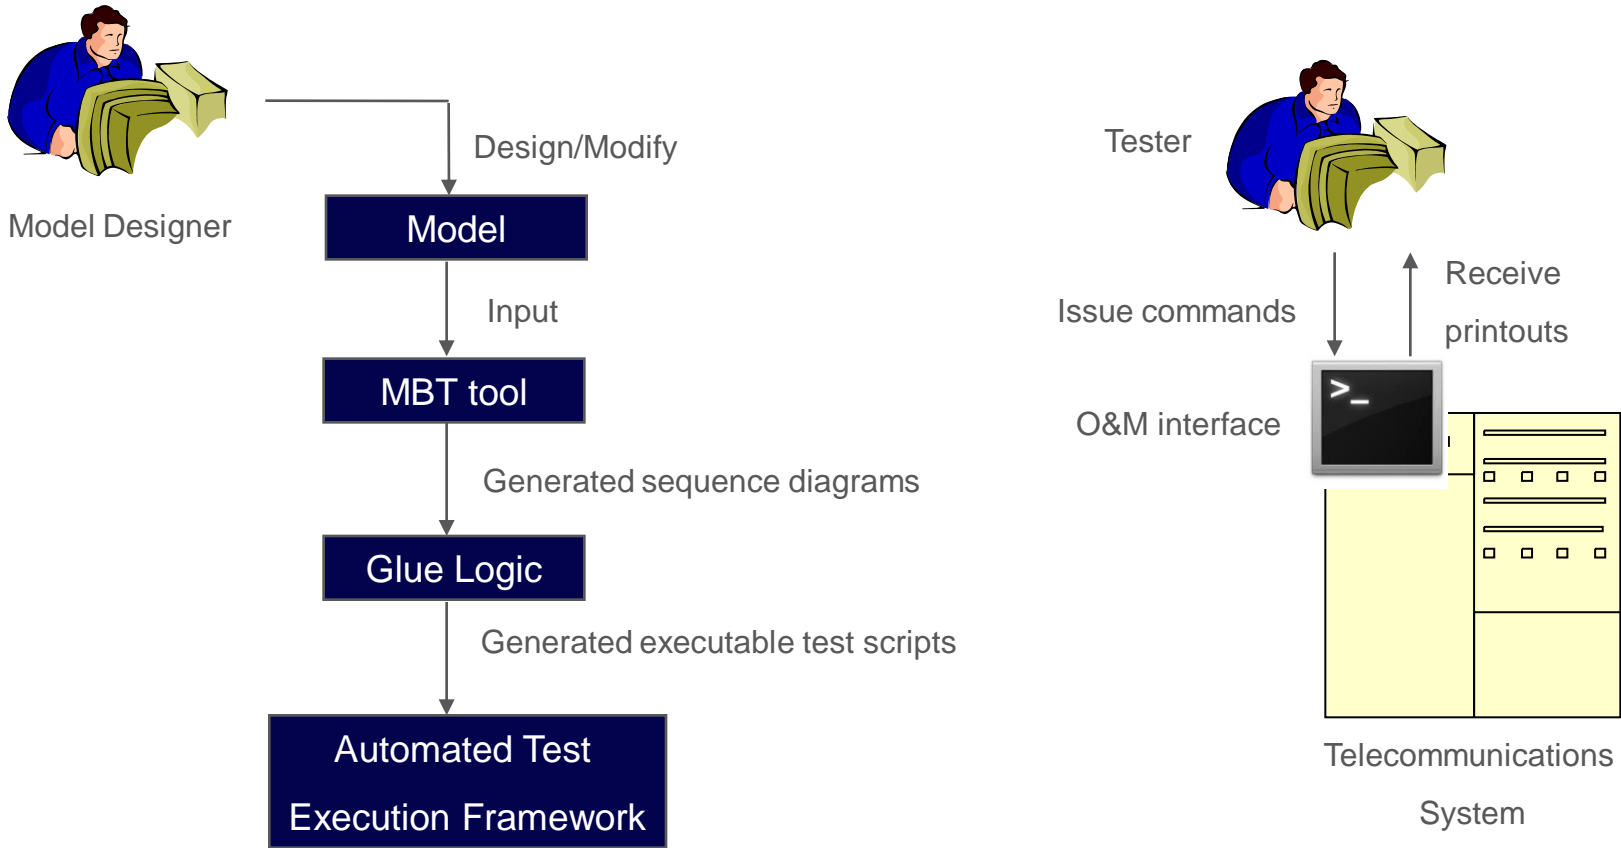 Model Designer
Design/Modify
Model
Input
MBT tool
Generated sequence diagrams
Glue Logic
Generated executable test scripts
Automated Test
Execution Framework
Tester
Issue commands
Receive
printouts
>_
O&M interface
Telecommunications
System